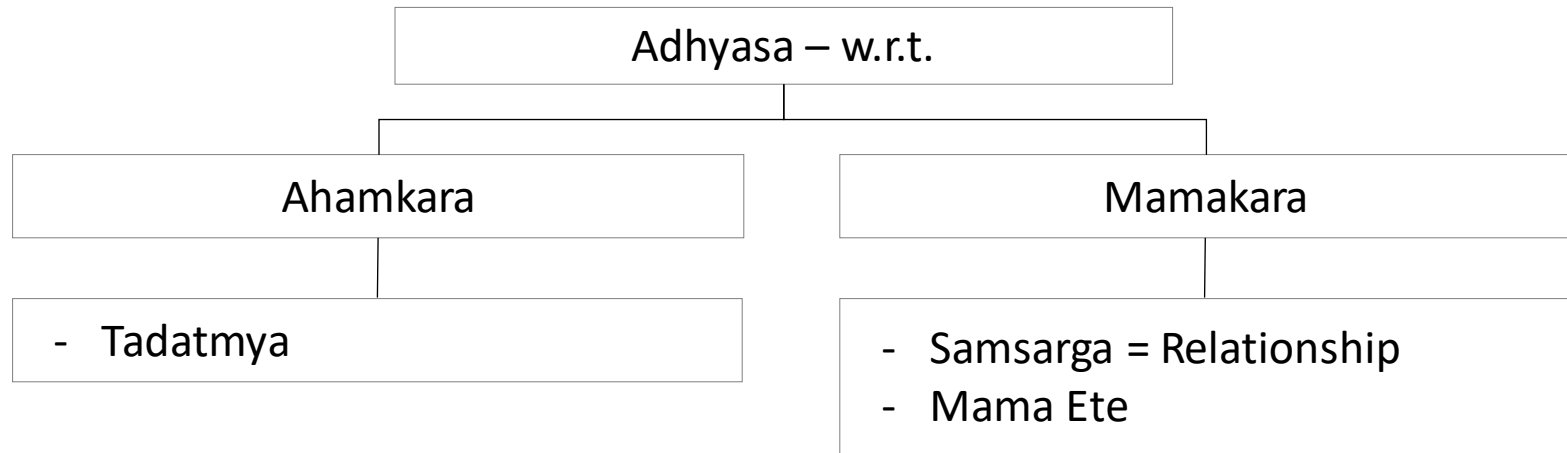 Adhyasa – w.r.t.
Ahamkara
Mamakara
- Tadatmya
- Samsarga = Relationship
- Mama Ete